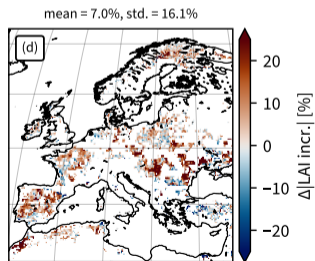 mean = 7.0%, std. = 16.1%
(d)
20
10
0
−10
−20
Δ|LAI incr.| [%]